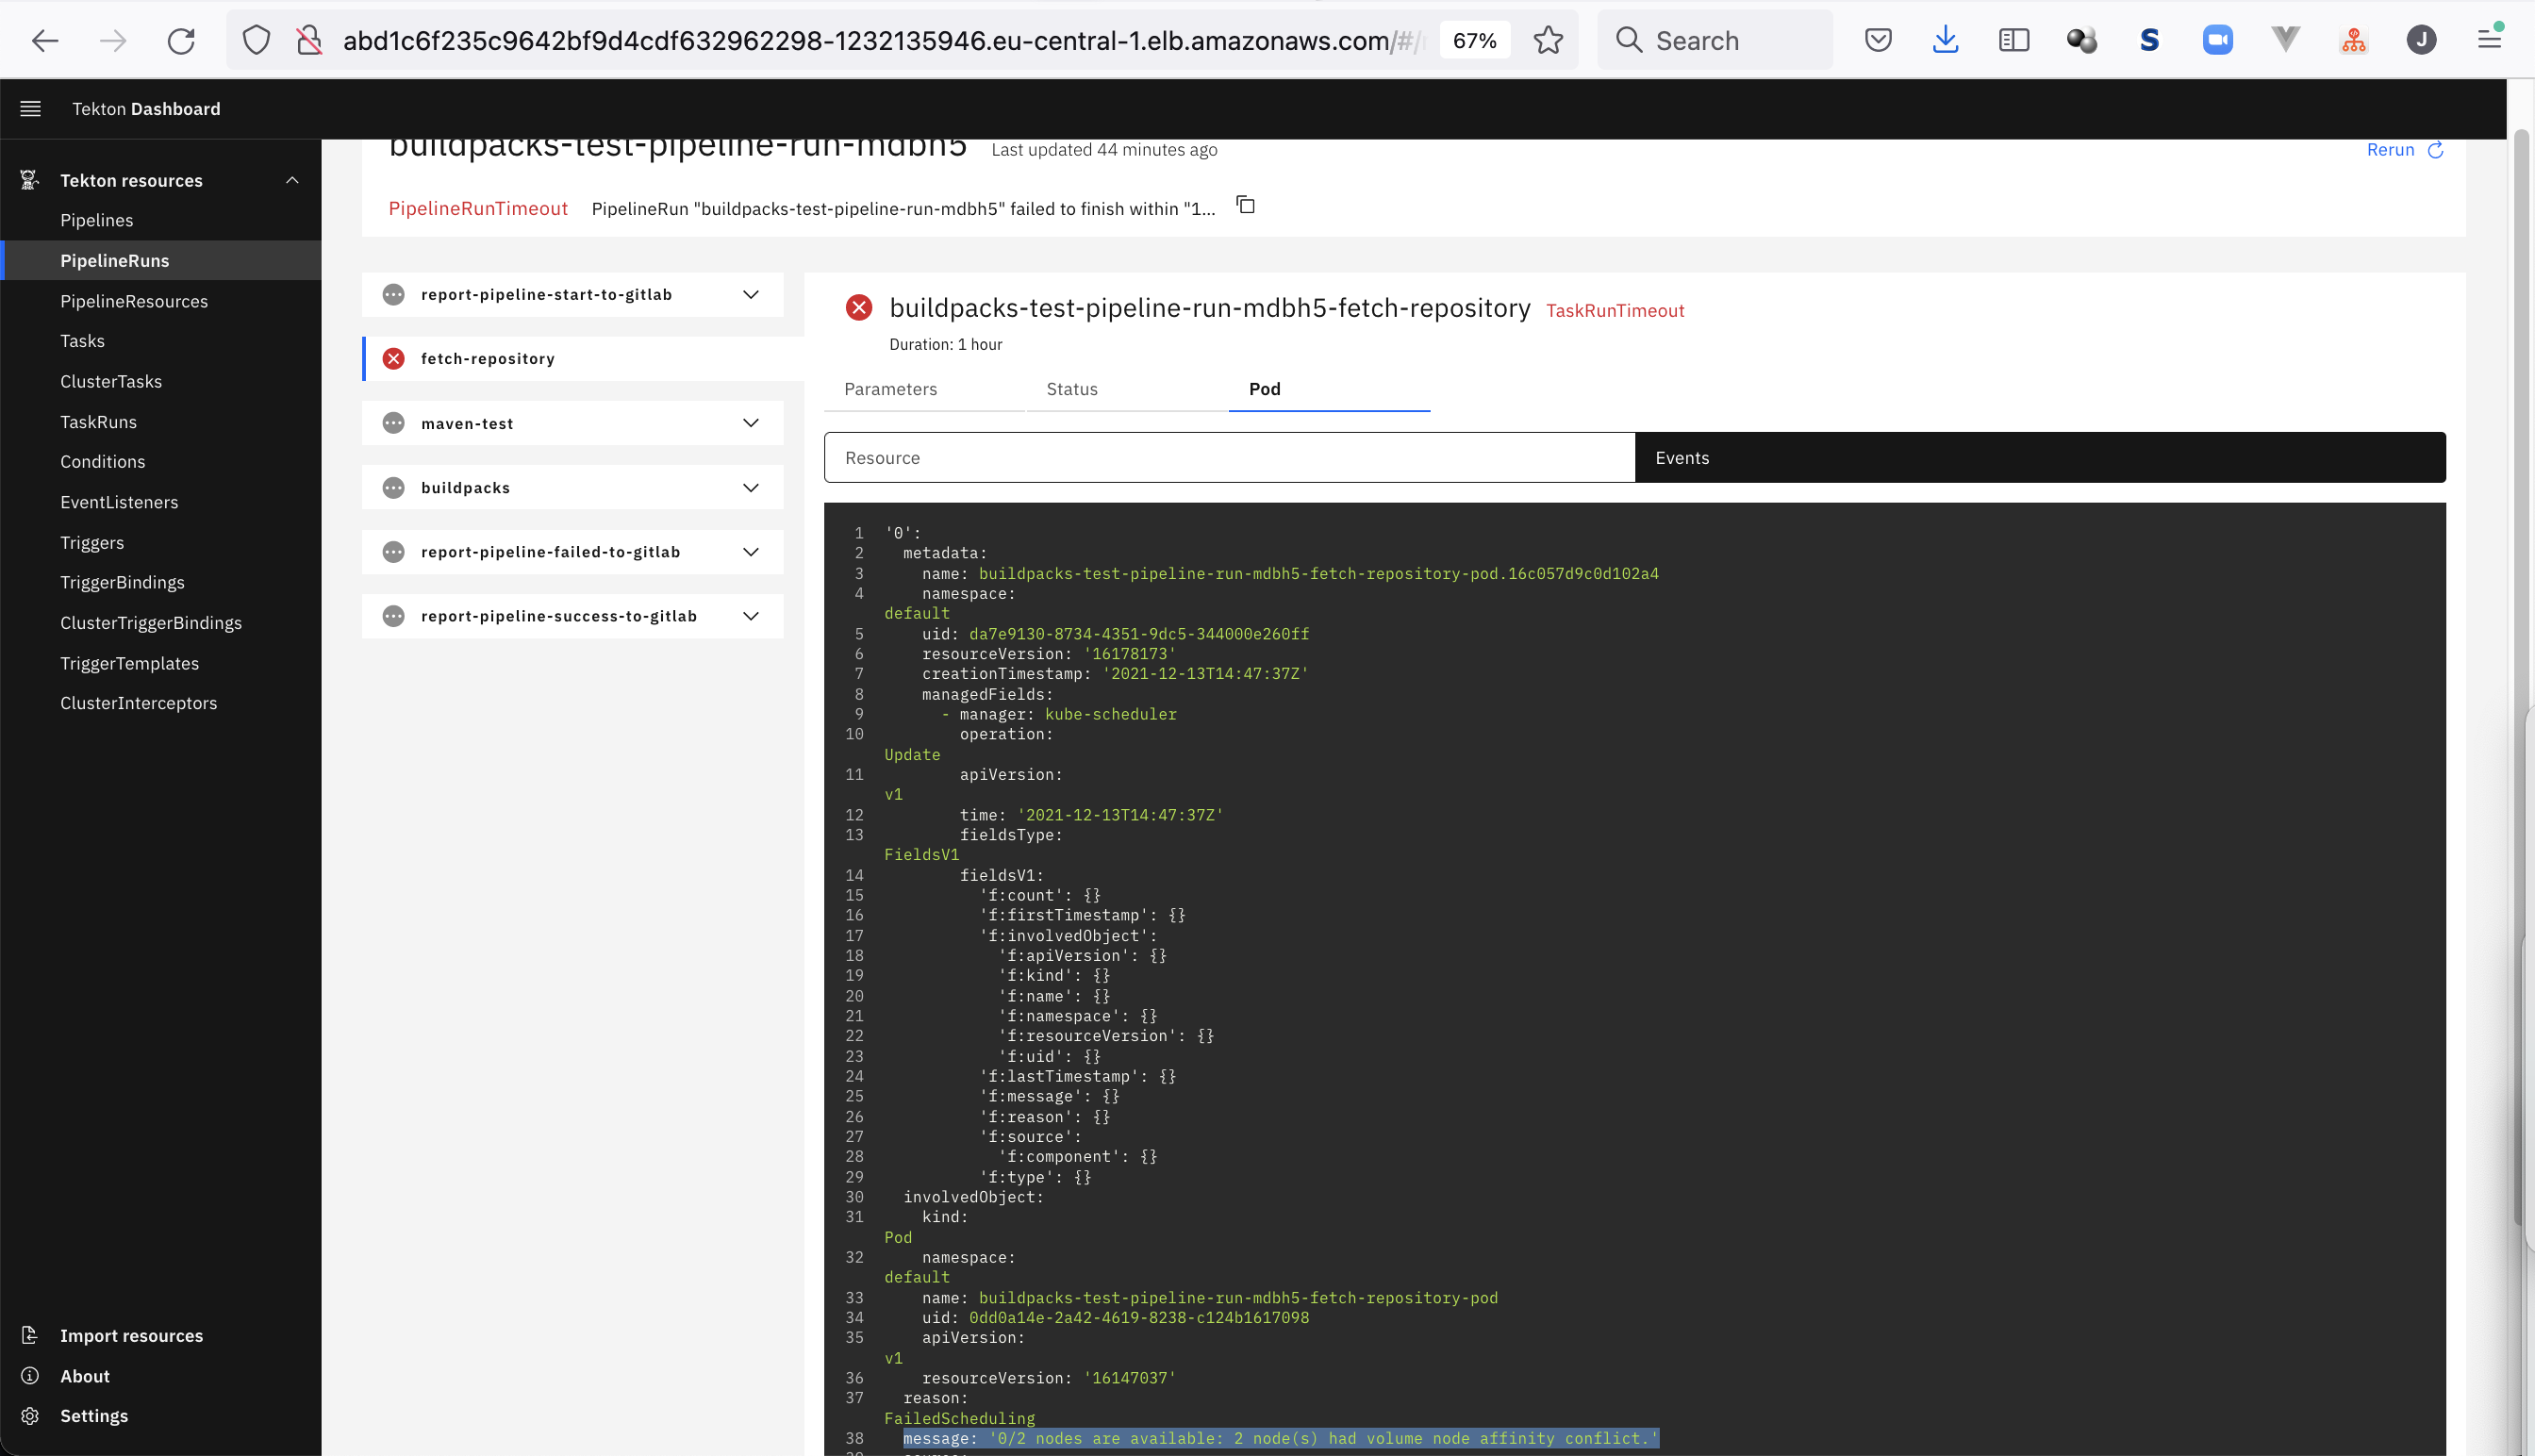 abd1c6f235c9642bf9d4cdf632962298-1232135946.eu-central-1.elb.amazonaws.com/#/
67%
Search
S
J
Tekton Dashboard
Tekton resources
Pipelines
PipelineRuns
PipelineResources
Tasks
ClusterTasks
TaskRuns
Conditions
EventListeners
Triggers
TriggerBindings
ClusterTriggerBindings
TriggerTemplates
ClusterInterceptors
Import resources
About
Settings
buildpacks-test-pipeline-run-mdbh5 Last updated 44 minutes ago
Rerun
PipelineRunTimeout PipelineRun "buildpacks-test-pipeline-run-mdbh5" failed to finish within "1...
report-pipeline-start-to-gitlab
fetch-repository
maven-test
buildpacks
report-pipeline-failed-to-gitlab
report-pipeline-success-to-gitlab
buildpacks-test-pipeline-run-mdbh5-fetch-repository TaskRunTimeout
Duration: 1 hour
Parameters Status Pod
Resource Events
1 '0':
2 metadata:
3 name: buildpacks-test-pipeline-run-mdbh5-fetch-repository-pod.16c057d9c0d102a4
4 namespace:
default
5 uid: da7e9130-8734-4351-9dc5-344000e260ff
6 resourceVersion: '16178173'
7 creationTimestamp: '2021-12-13T14:47:37Z'
8 managedFields:
9 - manager: kube-scheduler
10 operation:
Update
11 apiVersion:
v1
12 time: '2021-12-13T14:47:37Z'
13 fieldsType:
FieldsV1
14 fieldsV1:
15 'f:count': {}
16 'f:firstTimestamp': {}
17 'f:involvedObject':
18 'f:apiVersion': {}
19 'f:kind': {}
20 'f:name': {}
21 'f:namespace': {}
22 'f:resourceVersion': {}
23 'f:uid': {}
24 'f:lastTimestamp': {}
25 'f:message': {}
26 'f:reason': {}
27 'f:source':
28 'f:component': {}
29 'f:type': {}
30 involvedObject:
31 kind:
Pod
32 namespace:
default
33 name: buildpacks-test-pipeline-run-mdbh5-fetch-repository-pod
34 uid: 0dd0a14e-2a42-4619-8238-c124b1617098
35 apiVersion:
v1
36 resourceVersion: '16147037'
37 reason:
FailedScheduling
38 message: '0/2 nodes are available: 2 node(s) had volume node affinity conflict.'